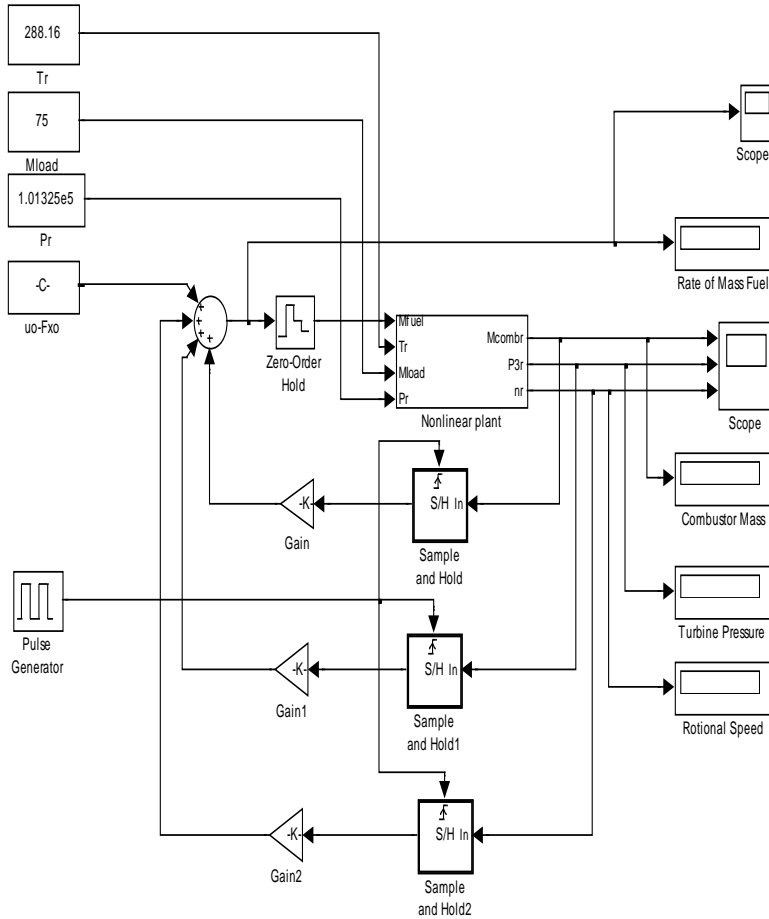 288.16
Tr
75
Mload
1.01325e5
Pr
-C-
uo-Fxo
+
+
+
+
Zero-Order
Hold
Mfuel
Tr
Mload
Pr
Mcombr
P3r
nr
Nonlinear plant
Scope
Rate of Mass Fuel
Scope
Combustor Mass
Turbine Pressure
Rotional Speed
-K-
Gain
S/H In
Sample
and Hold
Pulse
Generator
-K-
Gain1
S/H In
Sample
and Hold1
-K-
Gain2
S/H In
Sample
and Hold2